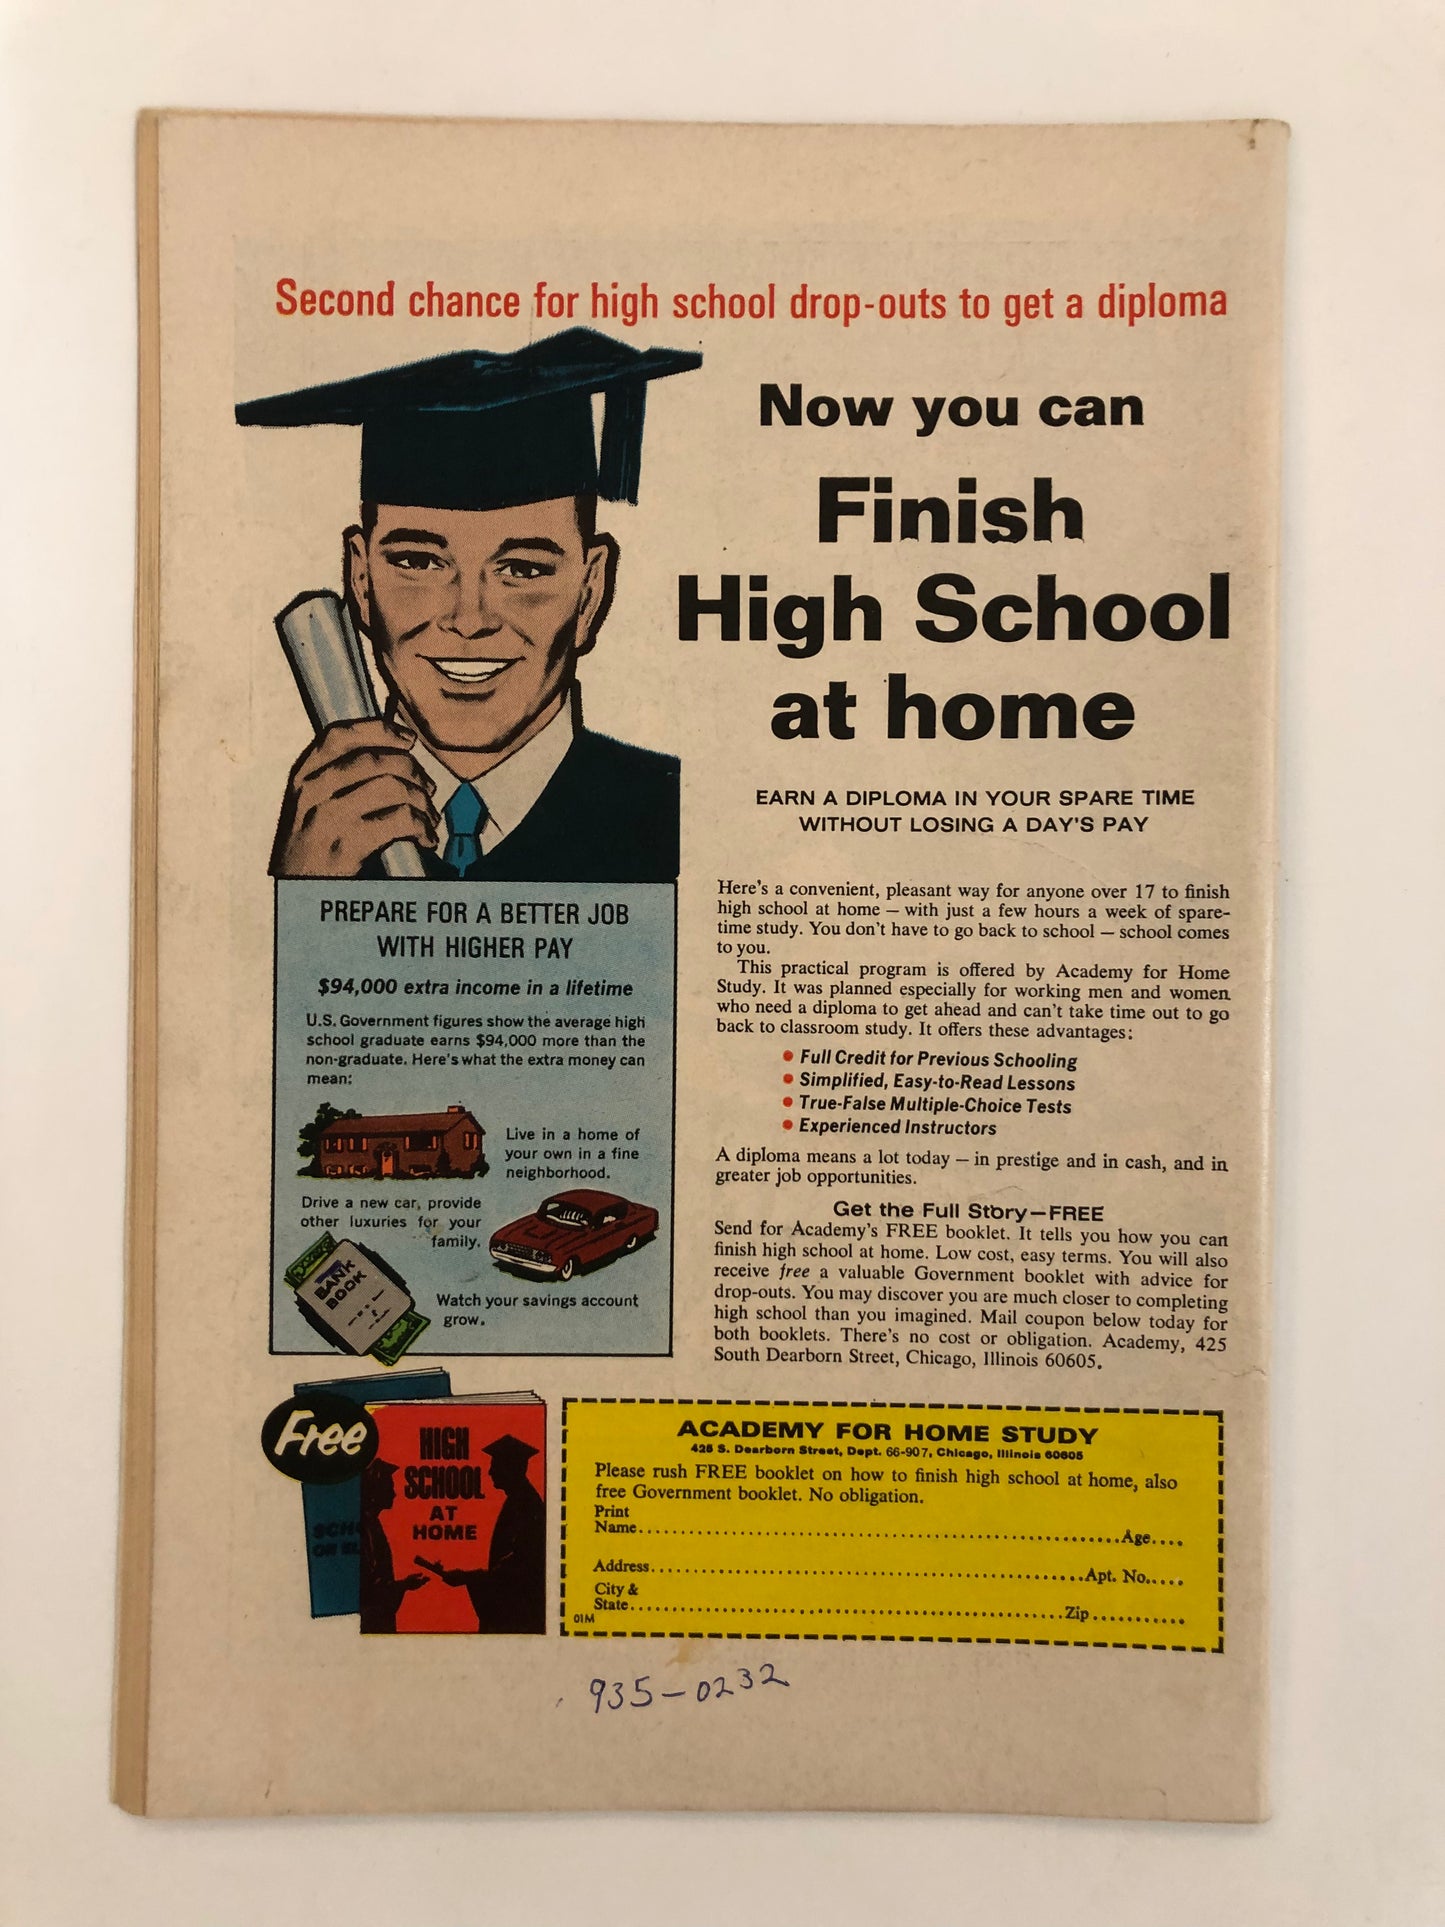 Second chance for high school drop-outs to get a diploma
Now you can
Finish
High School
at home
EARN A DIPLOMA IN YOUR SPARE TIME
WITHOUT LOSING A DAY'S PAY
PREPARE FOR A BETTER JOB
WITH HIGHER PAY
$94,000 extra income in a lifetime
U.S. Government figures show the average high
school graduate earns $94,000 more than the
non-graduate. Here's what the extra money can
mean:
Live in a home of
your own in a fine
neighborhood.
Drive a new car, provide
other luxuries for your
family.
BANK
BOOK
Watch your savings account
grow.
Here's a convenient, pleasant way for anyone over 17 to finish
high school at home – with just a few hours a week of spare-
time study. You don't have to go back to school – school comes
to you.
This practical program is offered by Academy for Home
Study. It was planned especially for working men and women
who need a diploma to get ahead and can't take time out to go
back to classroom study. It offers these advantages:
• Full Credit for Previous Schooling
• Simplified, Easy-to-Read Lessons
• True-False Multiple-Choice Tests
• Experienced Instructors
A diploma means a lot today – in prestige and in cash, and in
greater job opportunities.
Get the Full Story—FREE
Send for Academy's FREE booklet. It tells you how you can
finish high school at home. Low cost, easy terms. You will also
receive free a valuable Government booklet with advice for
drop-outs. You may discover you are much closer to completing
high school than you imagined. Mail coupon below today for
both booklets. There's no cost or obligation. Academy, 425
South Dearborn Street, Chicago, Illinois 60605.
Free
HIGH
SCHOOL
AT
HOME
ACADEMY FOR HOME STUDY
425 S. Dearborn Street, Dept. 66-907, Chicago, Illinois 60605
Please rush FREE booklet on how to finish high school at home, also
free Government booklet. No obligation.
Print
Name Age
Address Apt. No.
City &
State Zip
01M
935-0232